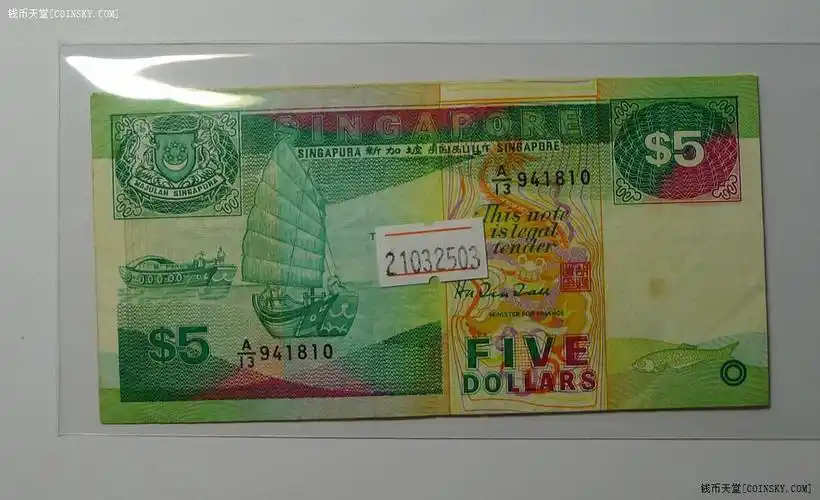 钱币天堂[COINSKY.COM]
SINGAPORE
SINGAPURA 新加坡 சிங்கப்பூர் SINGAPORE
MAJULAH SINGAPURA
$5
A/13 941810
This note
is legal
tender
21032503
MINISTER FOR FINANCE
$5
A/13 941810
FIVE
DOLLARS
钱币天堂[COINSKY.COM]